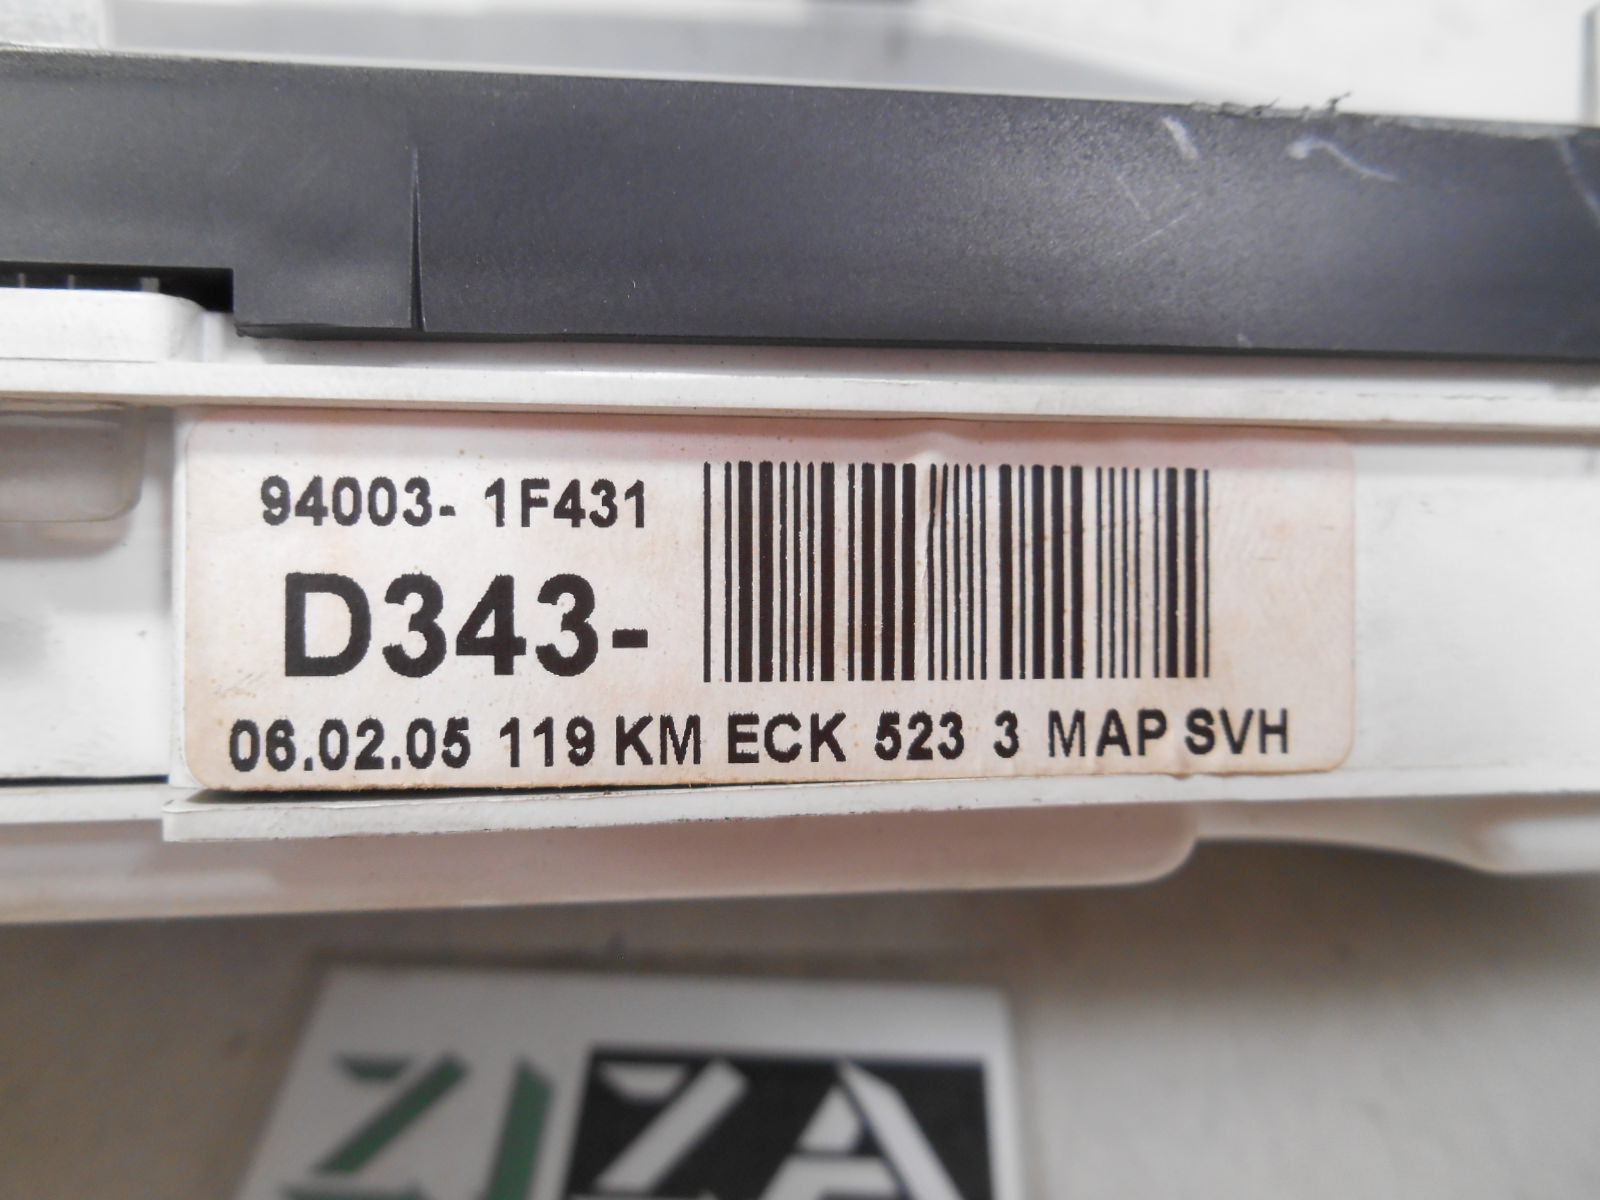 94003- 1F431
D343-
06.02.05 119 KM ECK 523 3 MAP SVH